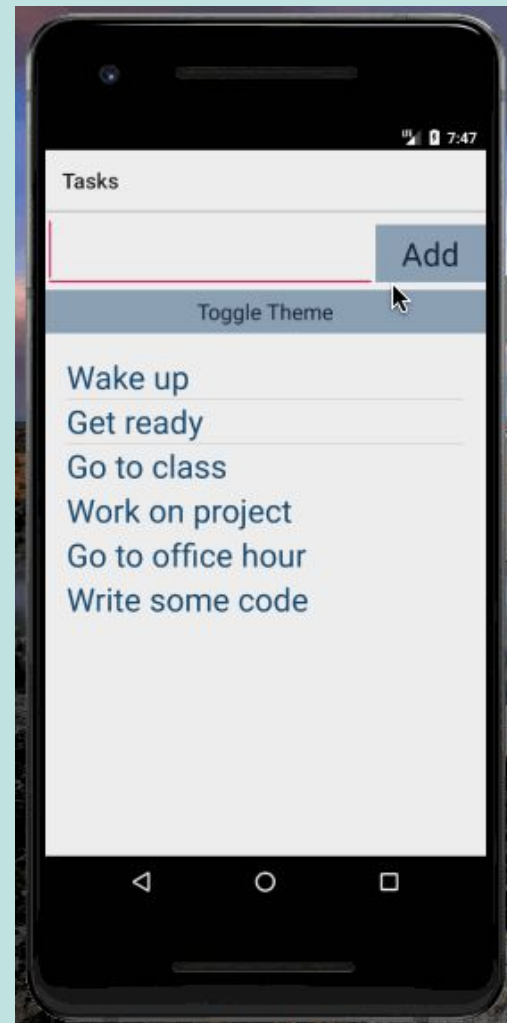 7:47
Tasks
Add
Toggle Theme
Wake up
Get ready
Go to class
Work on project
Go to office hour
Write some code